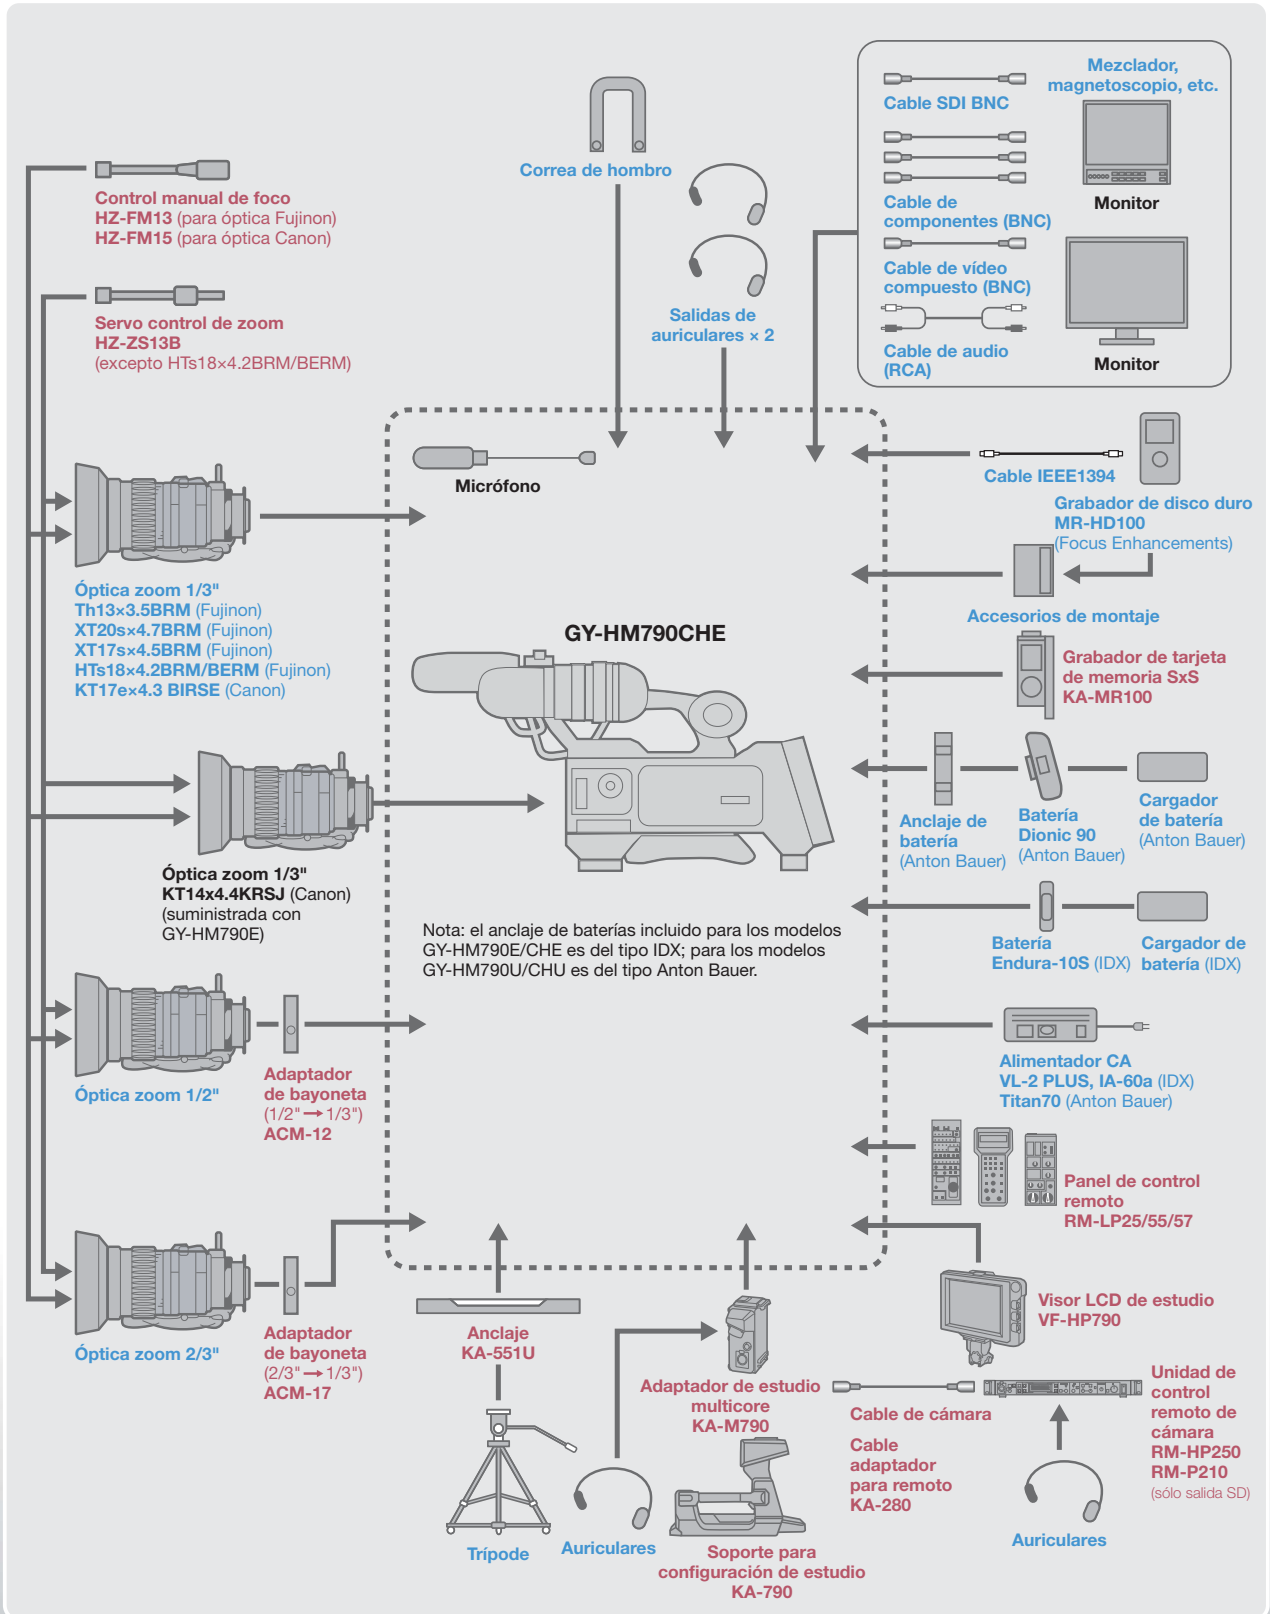 Correa de hombro
Salidas de
auriculares × 2
Cable SDI BNC
Mezclador,
magnetoscopio, etc.
Monitor
Cable de
componentes (BNC)
Cable de vídeo
compuesto (BNC)
Cable de audio
(RCA)
Monitor
Control manual de foco
HZ-FM13 (para óptica Fujinon)
HZ-FM15 (para óptica Canon)
Servo control de zoom
HZ-ZS13B
(excepto HTs18×4.2BRM/BERM)
Micrófono
Cable IEEE1394
Grabador de disco duro
MR-HD100
(Focus Enhancements)
Accesorios de montaje
Óptica zoom 1/3"
Th13×3.5BRM (Fujinon)
XT20s×4.7BRM (Fujinon)
XT17s×4.5BRM (Fujinon)
HTs18×4.2BRM/BERM (Fujinon)
KT17e×4.3 BIRSE (Canon)
GY-HM790CHE
Grabador de tarjeta
de memoria SxS
KA-MR100
Anclaje de
batería
(Anton Bauer)
Batería
Dionic 90
(Anton Bauer)
Cargador
de batería
(Anton Bauer)
Óptica zoom 1/3"
KT14x4.4KRSJ (Canon)
(suministrada con
GY-HM790E)
Nota: el anclaje de baterías incluido para los modelos
GY-HM790E/CHE es del tipo IDX; para los modelos
GY-HM790U/CHU es del tipo Anton Bauer.
Batería
Endura-10S (IDX)
Cargador de
batería (IDX)
Óptica zoom 1/2"
Adaptador
de bayoneta
(1/2"→1/3")
ACM-12
Alimentador CA
VL-2 PLUS, IA-60a (IDX)
Titan70 (Anton Bauer)
Panel de control
remoto
RM-LP25/55/57
Óptica zoom 2/3"
Adaptador
de bayoneta
(2/3"→1/3")
ACM-17
Anclaje
KA-551U
Visor LCD de estudio
VF-HP790
Adaptador de estudio
multicore
KA-M790
Cable de cámara
Cable
adaptador
para remoto
KA-280
Unidad de
control
remoto de
cámara
RM-HP250
RM-P210
(sólo salida SD)
Trípode
Auriculares
Soporte para
configuración de estudio
KA-790
Auriculares